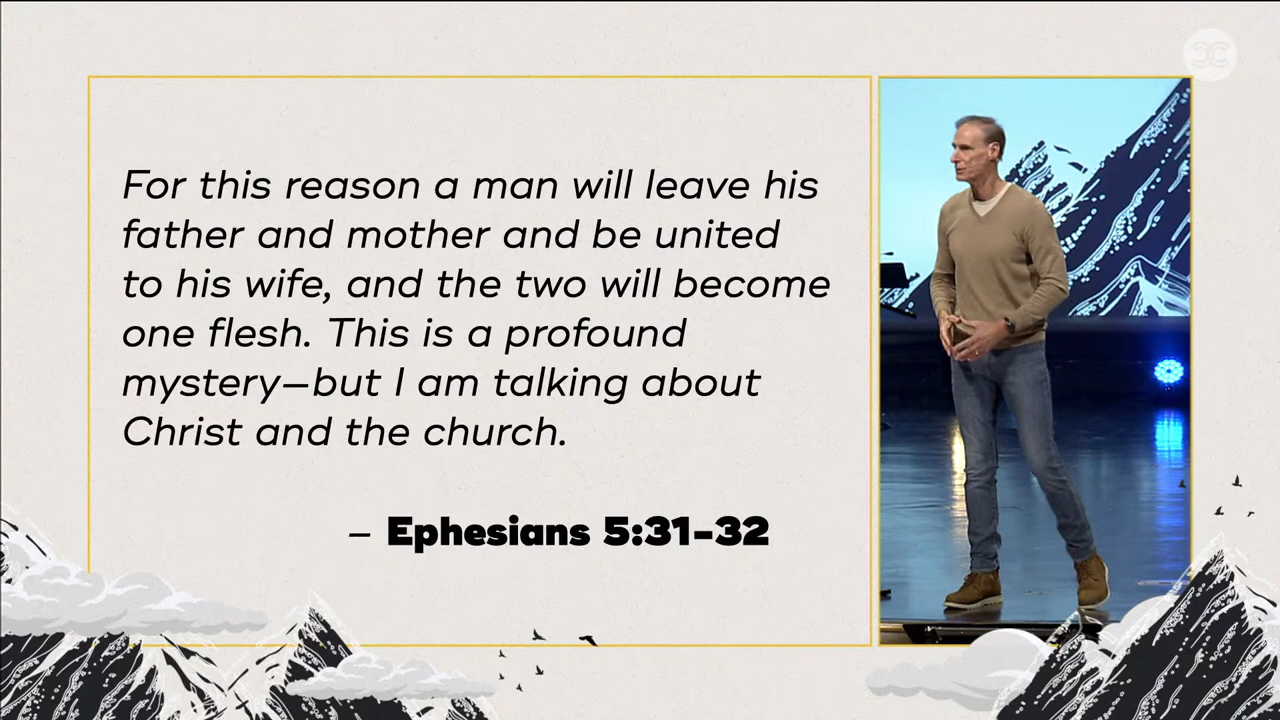 For this reason a man will leave his
father and mother and be united
to his wife, and the two will become
one flesh. This is a profound
mystery—but I am talking about
Christ and the church.
– Ephesians 5:31-32